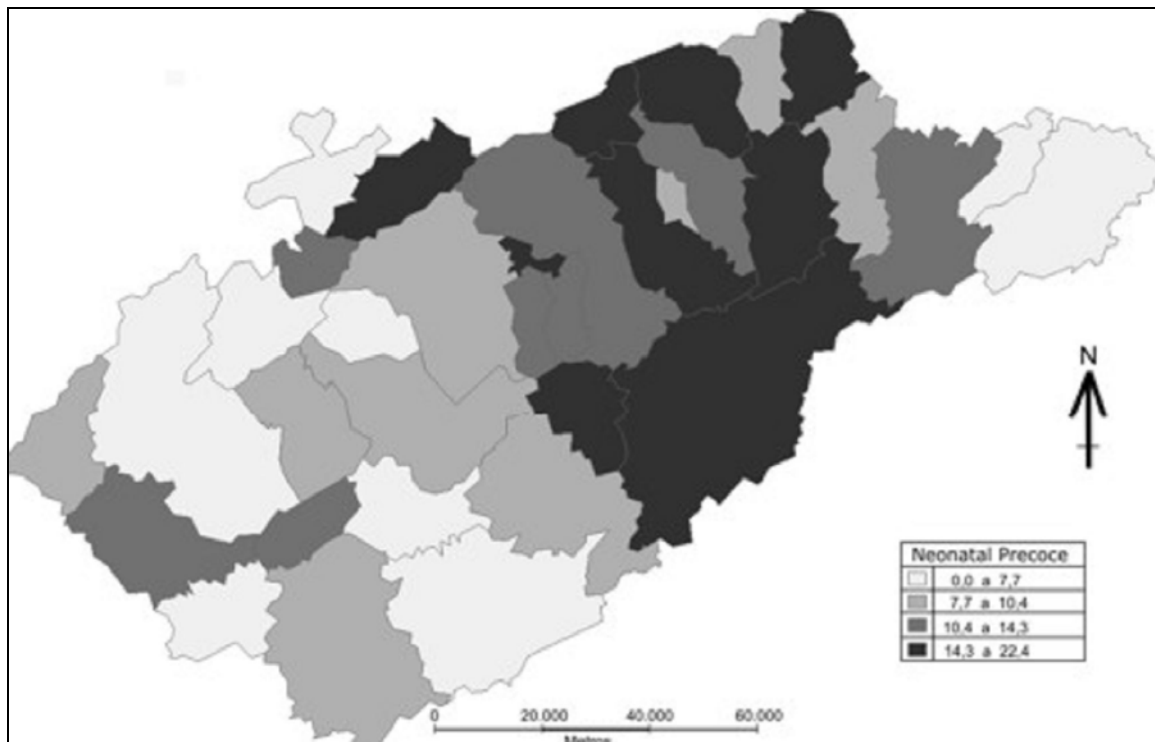 N
Neonatal Precoce
0,0 a 7,7
7,7 a 10,4
10,4 a 14,3
14,3 a 22,4
0 20.000 40.000 60.000
Metros